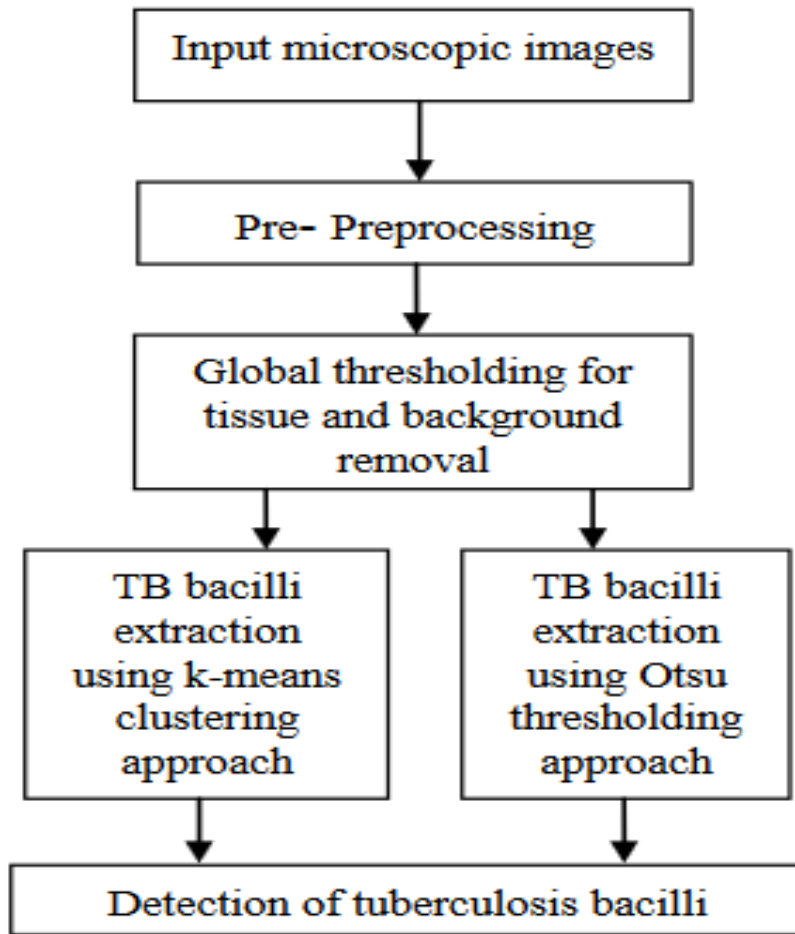 Input microscopic images
Pre- Preprocessing
Global thresholding for
tissue and background
removal
TB bacilli
extraction
using k-means
clustering
approach
TB bacilli
extraction
using Otsu
thresholding
approach
Detection of tuberculosis bacilli